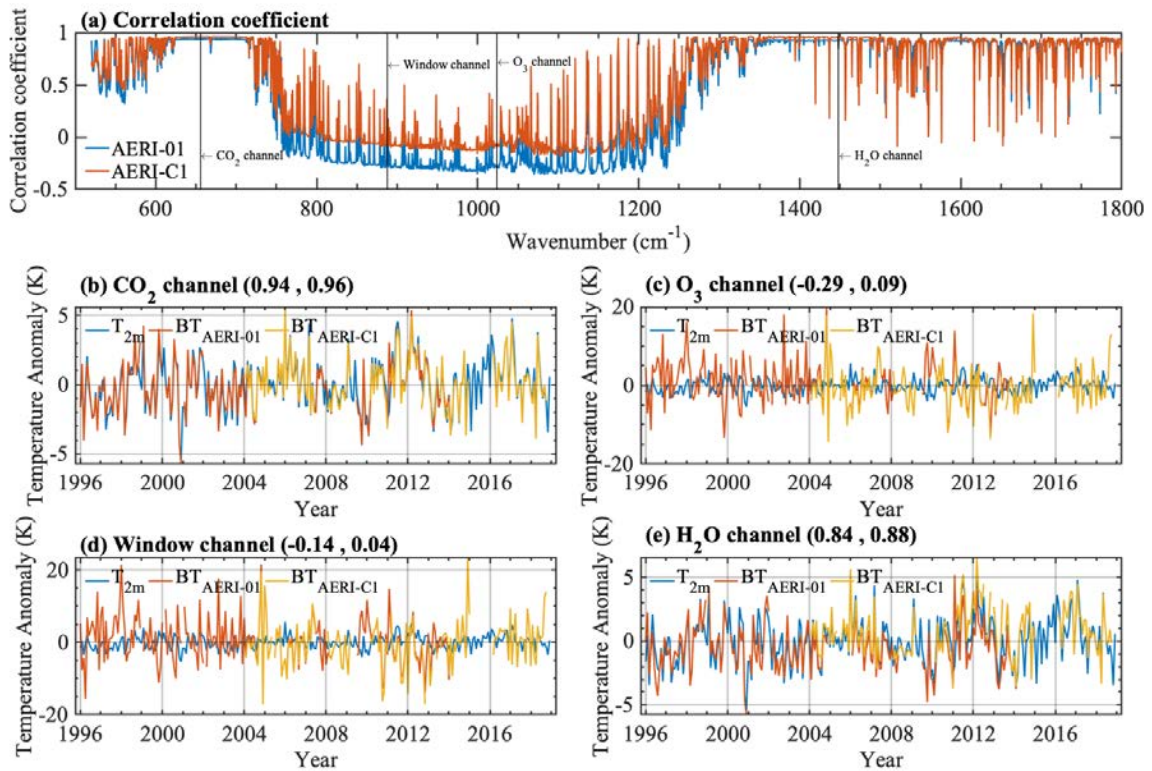 (a) Correlation coefficient
Correlation coefficient
1
0.5
0
-0.5
← Window channel
← O3 channel
← CO2 channel
← H2O channel
AERI-01
AERI-C1
600 800 1000 1200 1400 1600 1800
Wavenumber (cm-1)
(b) CO2 channel (0.94 , 0.96)
Temperature Anomaly (K)
5
0
-5
T2m BTAERI-01 BTAERI-C1
1996 2000 2004 2008 2012 2016
Year
(c) O3 channel (-0.29 , 0.09)
Temperature Anomaly (K)
20
0
-20
T2m BTAERI-01 BTAERI-C1
1996 2000 2004 2008 2012 2016
Year
(d) Window channel (-0.14 , 0.04)
Temperature Anomaly (K)
20
0
-20
T2m BTAERI-01 BTAERI-C1
1996 2000 2004 2008 2012 2016
Year
(e) H2O channel (0.84 , 0.88)
Temperature Anomaly (K)
5
0
-5
T2m BTAERI-01 BTAERI-C1
1996 2000 2004 2008 2012 2016
Year